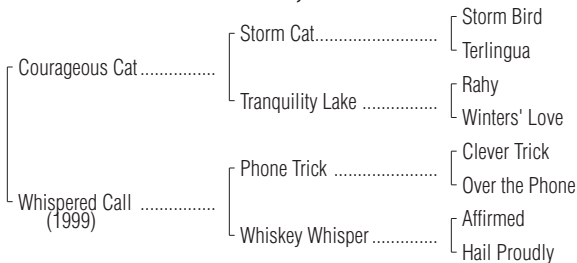 Storm Bird
Storm Cat................
Terlingua
Courageous Cat...............
Rahy
Tranquility Lake ...............
Winters' Love
Clever Trick
Phone Trick .....................
Over the Phone
Whispered Call ...............
(1999)
Affirmed
Whiskey Whisper.............
Hail Proudly